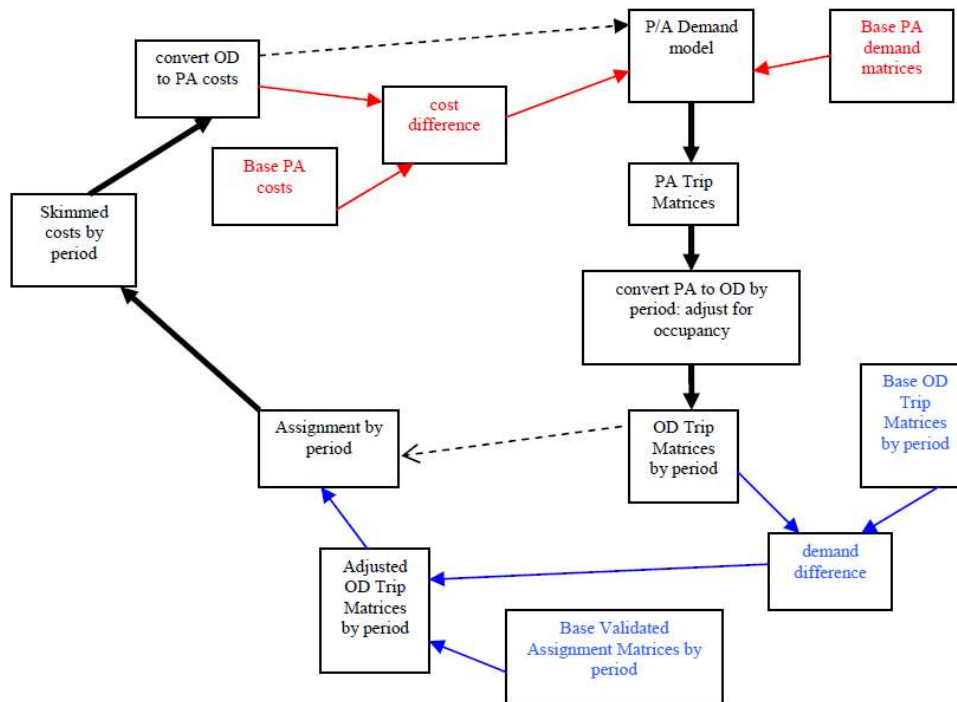 convert OD
to PA costs
P/A Demand
model
Base PA
demand
matrices
cost
difference
Base PA
costs
Skimmed
costs by
period
PA Trip
Matrices
convert PA to OD by
period: adjust for
occupancy
Assignment by
period
OD Trip
Matrices
by period
Base OD
Trip
Matrices
by period
Adjusted
OD Trip
Matrices
by period
demand
difference
Base Validated
Assignment Matrices by
period